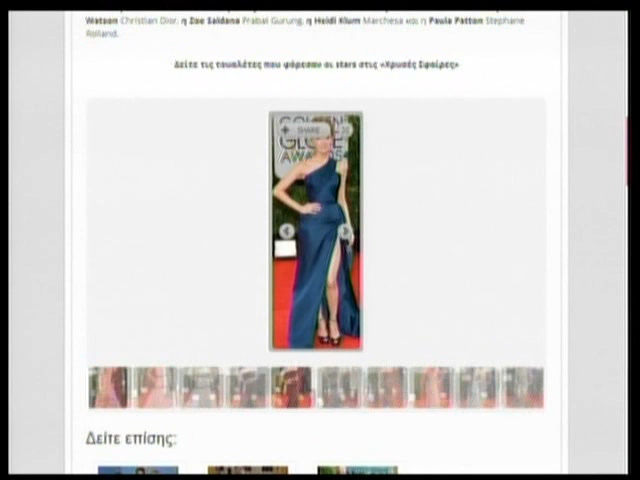 Watson Christian Dior, η Zoe Saldana Prabal Gurung, η Heidi Klum Marchesa και η Paula Patton Stephane
Rolland.
Δείτε τις τουαλέτες που φόρεσαν οι stars στις «Χρυσές Σφαίρες»
SHARE
GOLDEN
GLOBE
AWARDS
Δείτε επίσης: